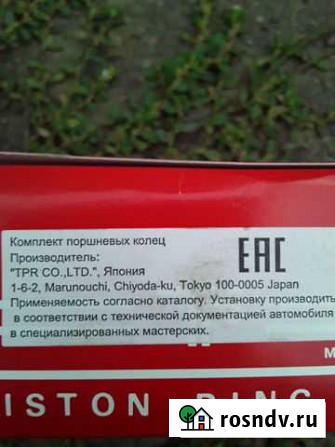 Комплект поршневых колец
Производитель:
"TPR CO.,LTD.", Япония
1-6-2, Marunouchi, Chiyoda-ku, Tokyo 100-0005 Japan
Применяемость согласно каталогу. Установку производить
в соответствии с технической документацией автомобиля
в специализированных мастерских.
EAC
M
ISTON RING
rosndv.ru